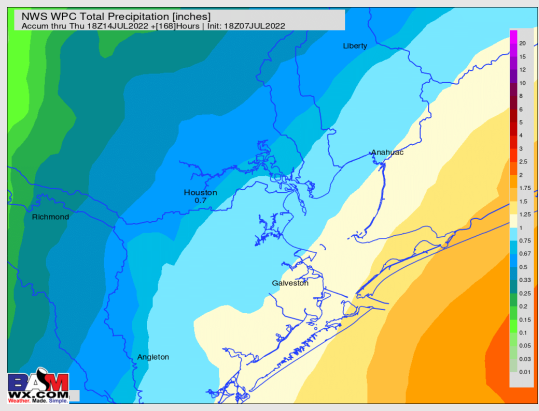 NWS WPC Total Precipitation [inches]
Accum thru Thu 18Z14JUL2022 +[168]Hours | Init: 18Z07JUL2022
Liberty
Anahuac
Houston
0.7
Richmond
Galveston
Angleton
20
15
12
10
8
6
5
4
3
2.5
2
1.75
1.5
1.25
1
0.75
0.67
0.5
0.33
0.25
0.2
0.15
0.1
0.05
0.03
0.01
BAM
WX.COM
Weather. Made. Simple.